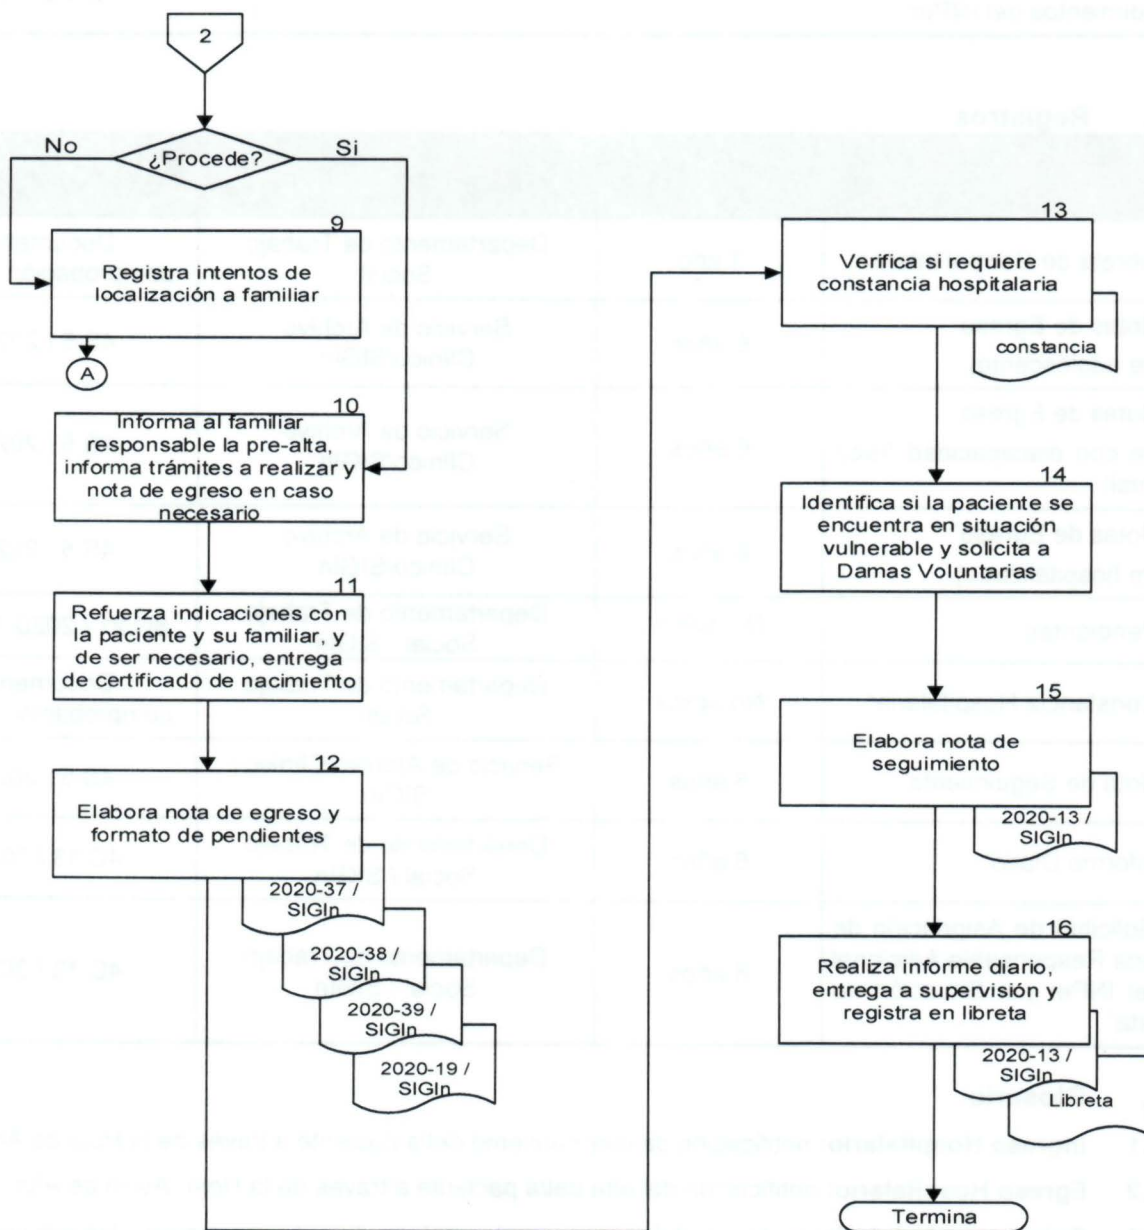 2
¿Procede?
No
Si
9
Registra intentos de
localización a familiar
A
10
Informa al familiar
responsable la pre-alta,
informa trámites a realizar y
nota de egreso en caso
necesario
11
Refuerza indicaciones con
la paciente y su familiar, y
de ser necesario, entrega
de certificado de nacimiento
12
Elabora nota de egreso y
formato de pendientes
2020-37 /
SIGIn
2020-38 /
SIGIn
2020-39 /
SIGIn
2020-19 /
SIGIn
13
Verifica si requiere
constancia hospitalaria
constancia
14
Identifica si la paciente se
encuentra en situación
vulnerable y solicita a
Damas Voluntarias
15
Elabora nota de
seguimiento
2020-13 /
SIGIn
16
Realiza informe diario,
entrega a supervisión y
registra en libreta
2020-13 /
SIGIn
Libreta
Termina